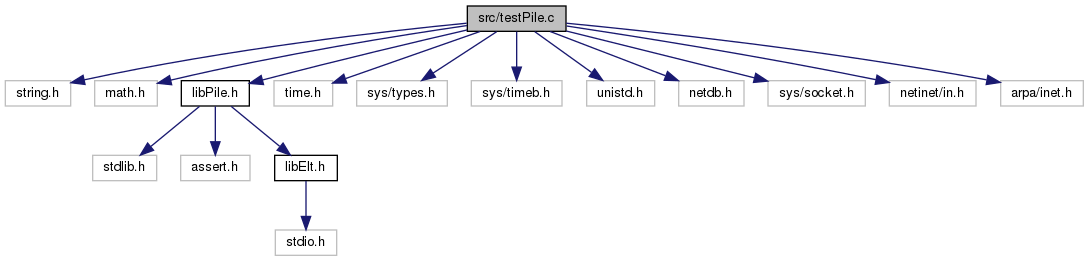 src/testPile.c
string.h
math.h
libPile.h
time.h
sys/types.h
sys/timeb.h
unistd.h
netdb.h
sys/socket.h
netinet/in.h
arpa/inet.h
stdlib.h
assert.h
libElt.h
stdio.h